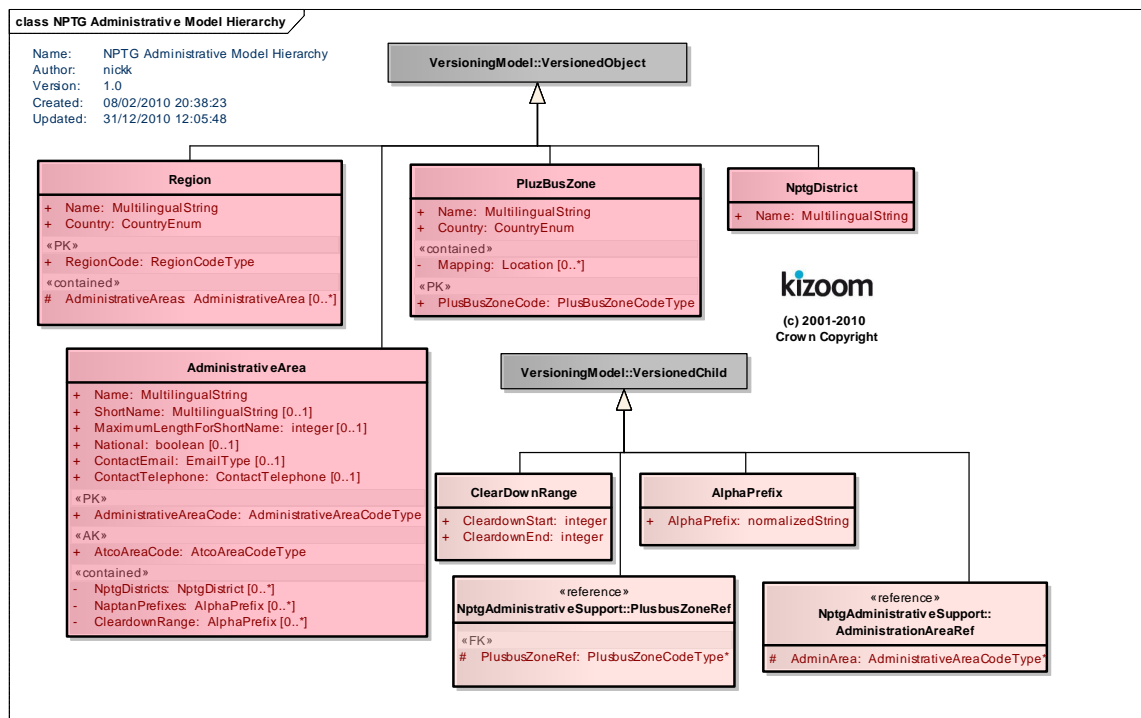 class NPTG Administrative Model Hierarchy
Name: NPTG Administrative Model Hierarchy
Author: nickk
Version: 1.0
Created: 08/02/2010 20:38:23
Updated: 31/12/2010 12:05:48
VersioningModel::VersionedObject
Region
+ Name: MultilingualString
+ Country: CountryEnum
«PK»
+ RegionCode: RegionCodeType
«contained»
# AdministrativeAreas: AdministrativeArea [0..*]
PluzBusZone
+ Name: MultilingualString
+ Country: CountryEnum
«contained»
- Mapping: Location [0..*]
«PK»
+ PlusBusZoneCode: PlusBusZoneCodeType
NptgDistrict
+ Name: MultilingualString
kizoom
(c) 2001-2010
Crown Copyright
AdministrativeArea
+ Name: MultilingualString
+ ShortName: MultilingualString [0..1]
+ MaximumLengthForShortName: integer [0..1]
+ National: boolean [0..1]
+ ContactEmail: EmailType [0..1]
+ ContactTelephone: ContactTelephone [0..1]
«PK»
+ AdministrativeAreaCode: AdministrativeAreaCodeType
«AK»
+ AtcoAreaCode: AtcoAreaCodeType
«contained»
- NptgDistricts: NptgDistrict [0..*]
- NaptanPrefixes: AlphaPrefix [0..*]
- CleardownRange: AlphaPrefix [0..*]
VersioningModel::VersionedChild
ClearDownRange
+ CleardownStart: integer
+ CleardownEnd: integer
AlphaPrefix
+ AlphaPrefix: normalizedString
«reference»
NptgAdministrativeSupport::PlusbusZoneRef
«FK»
# PlusbusZoneRef: PlusbusZoneCodeType*
«reference»
NptgAdministrativeSupport::
AdministrationAreaRef
# AdminArea: AdministrativeAreaCodeType*